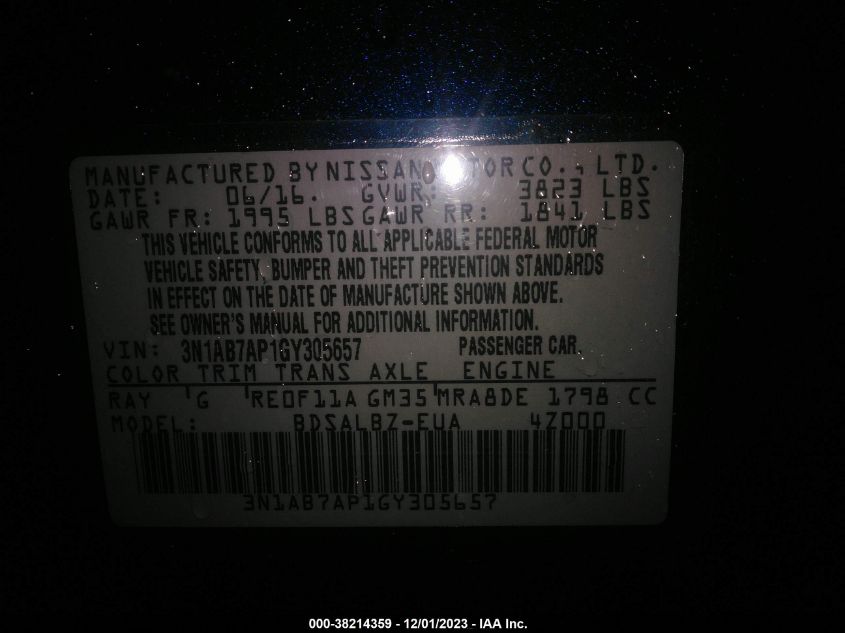 MANUFACTURED BY NISSAN MOTOR CO., LTD.
DATE: 06/16. GVWR: 3823 LBS
GAWR FR: 1995 LBS GAWR RR: 1841 LBS
THIS VEHICLE CONFORMS TO ALL APPLICABLE FEDERAL MOTOR
VEHICLE SAFETY, BUMPER AND THEFT PREVENTION STANDARDS
IN EFFECT ON THE DATE OF MANUFACTURE SHOWN ABOVE.
SEE OWNER'S MANUAL FOR ADDITIONAL INFORMATION.
VIN: 3N1AB7AP1GY305657 PASSENGER CAR.
COLOR TRIM TRANS AXLE ENGINE
RAY G RE0F11A GM35 MRA8DE 1798 CC
MODEL: BDSALBZ-EUA 4Z000
3N1AB7AP1GY305657
000-38214359 - 12/01/2023 - IAA Inc.